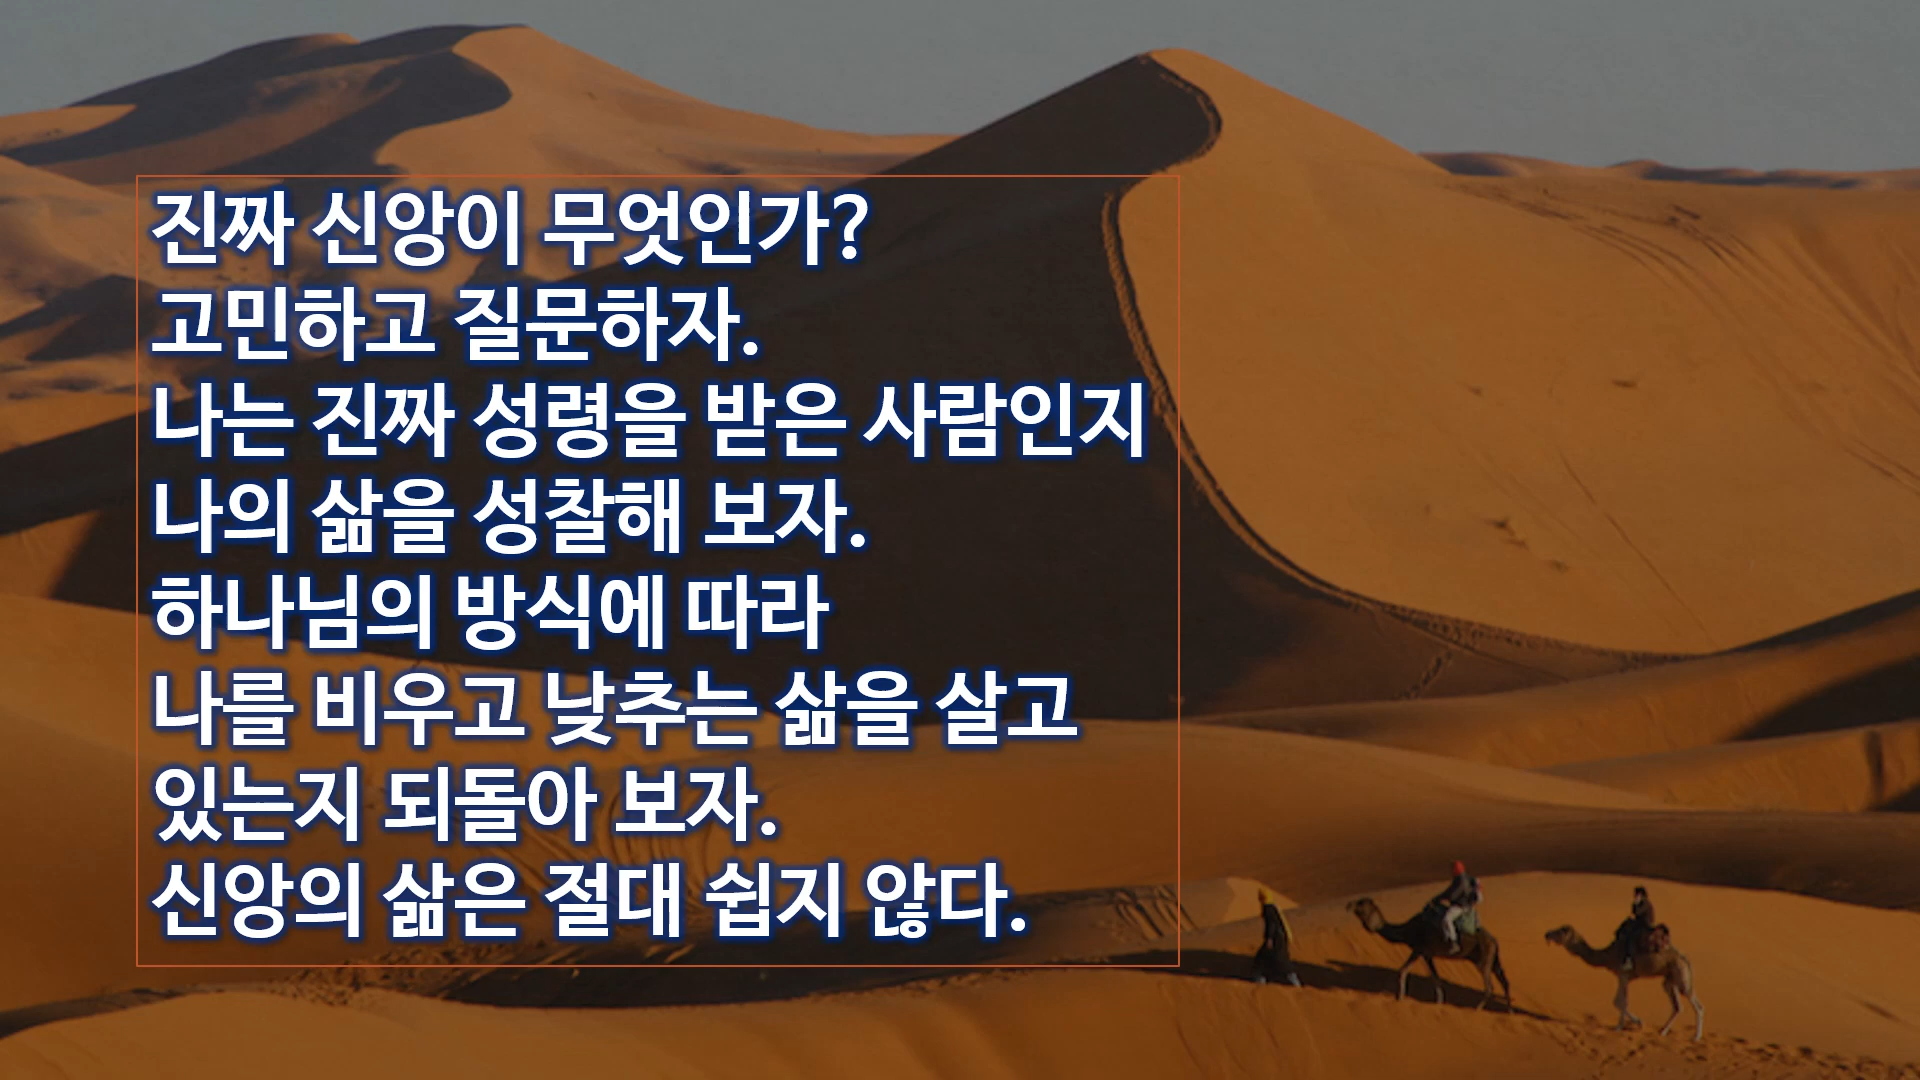 진짜 신앙이 무엇인가?
고민하고 질문하자.
나는 진짜 성령을 받은 사람인지
나의 삶을 성찰해 보자.
하나님의 방식에 따라
나를 비우고 낮추는 삶을 살고
있는지 되돌아 보자.
신앙의 삶은 절대 쉽지 않다.